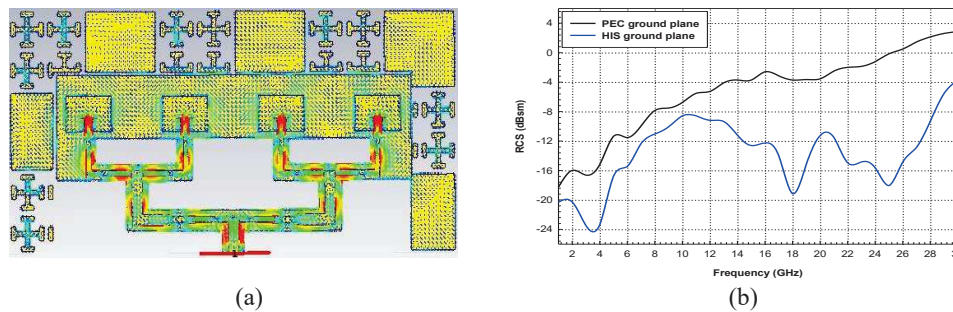 PEC ground plane
HIS ground plane
4
0
-4
-8
-12
-16
-20
-24
RCS (dBsm)
2 4 6 8 10 12 14 16 18 20 22 24 26 28 3
Frequency (GHz)
(a) (b)